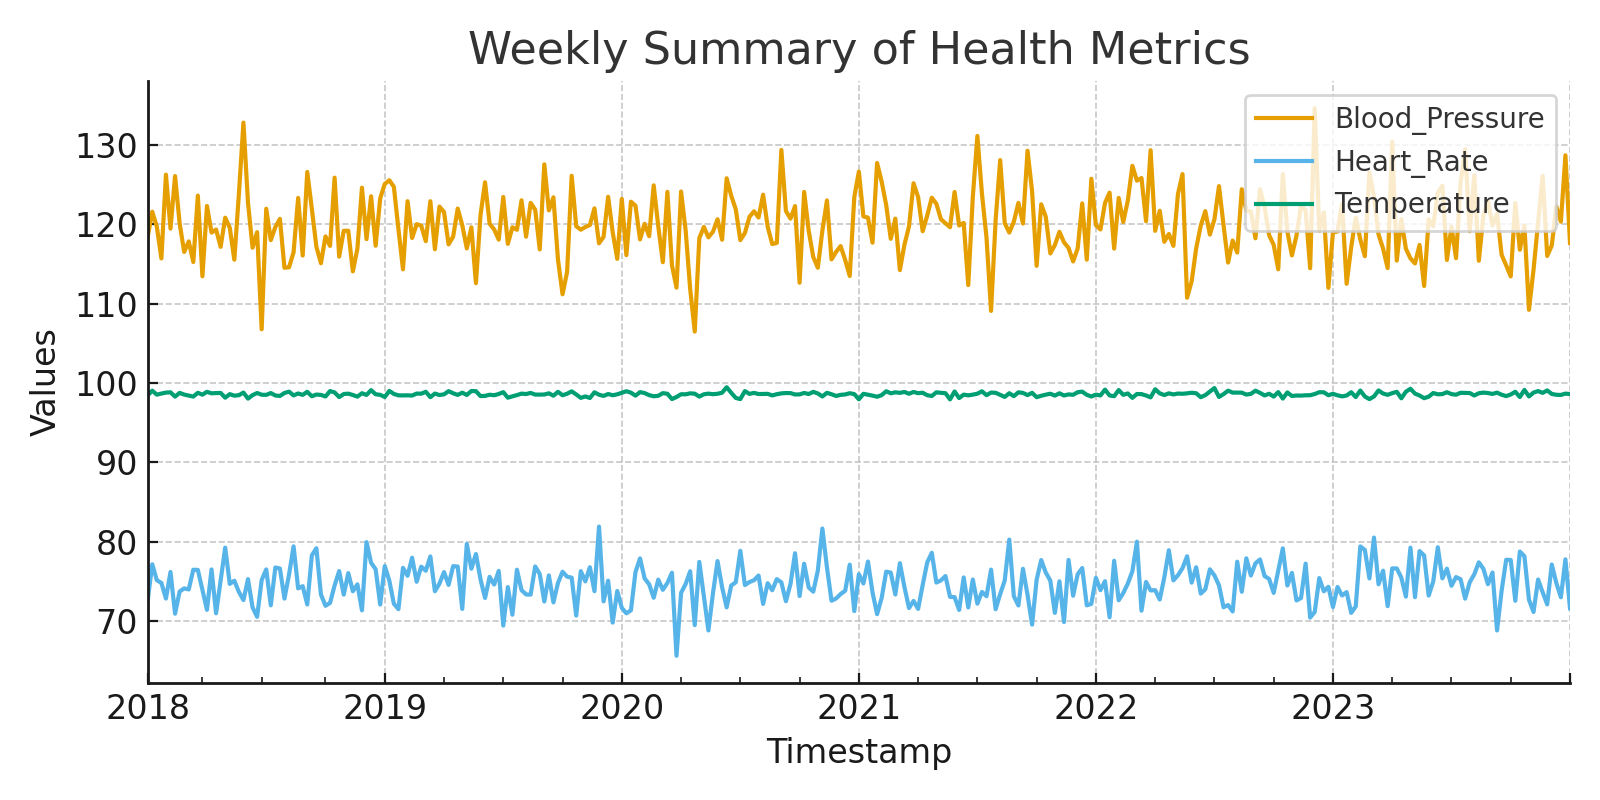 Weekly Summary of Health Metrics
Blood_Pressure
Heart_Rate
Temperature
130
120
110
100
90
80
70
Values
2018 2019 2020 2021 2022 2023
Timestamp